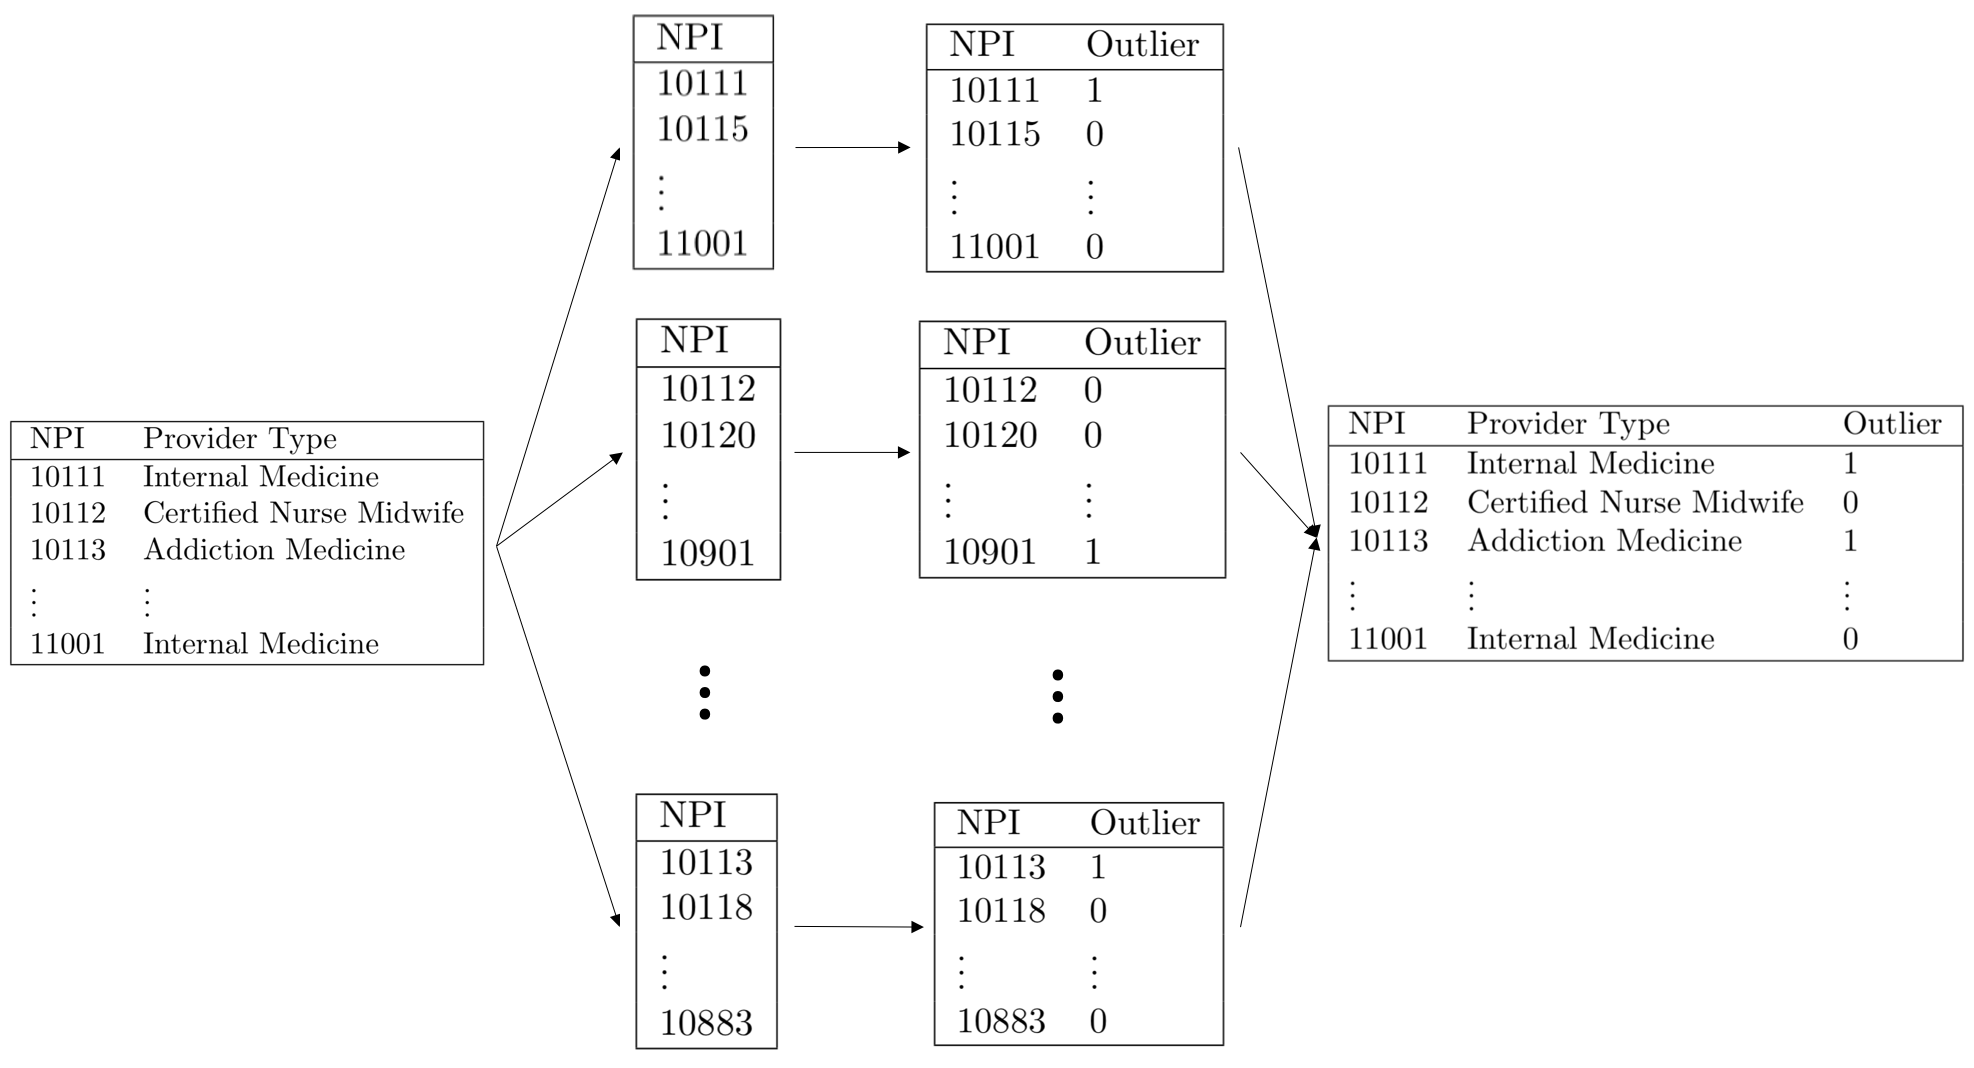 NPI Provider Type
10111 Internal Medicine
10112 Certified Nurse Midwife
10113 Addiction Medicine
⋮ ⋮
11001 Internal Medicine
NPI
10111
10115
⋮
11001
NPI Outlier
10111 1
10115 0
⋮ ⋮
11001 0
NPI
10112
10120
⋮
10901
NPI Outlier
10112 0
10120 0
⋮ ⋮
10901 1
⋮ ⋮
NPI
10113
10118
⋮
10883
NPI Outlier
10113 1
10118 0
⋮ ⋮
10883 0
NPI Provider Type Outlier
10111 Internal Medicine 1
10112 Certified Nurse Midwife 0
10113 Addiction Medicine 1
⋮ ⋮ ⋮
11001 Internal Medicine 0